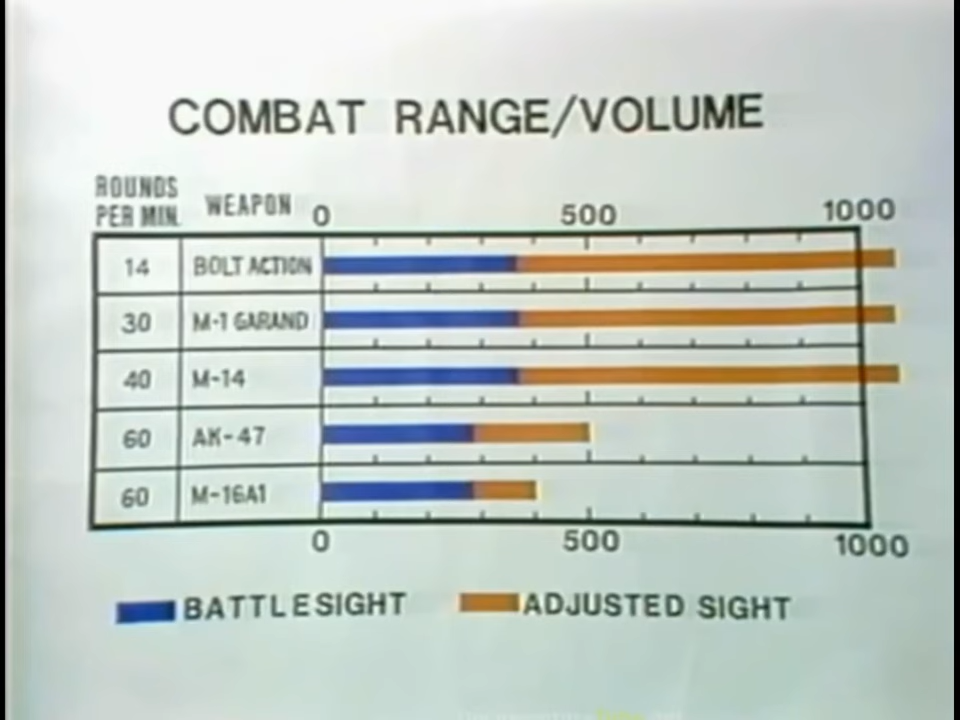 COMBAT RANGE/VOLUME
ROUNDS
PER MIN. WEAPON 0 500 1000
14 BOLT ACTION
30 M-1 GARAND
40 M-14
60 AK-47
60 M-16A1
0 500 1000
BATTLESIGHT ADJUSTED SIGHT